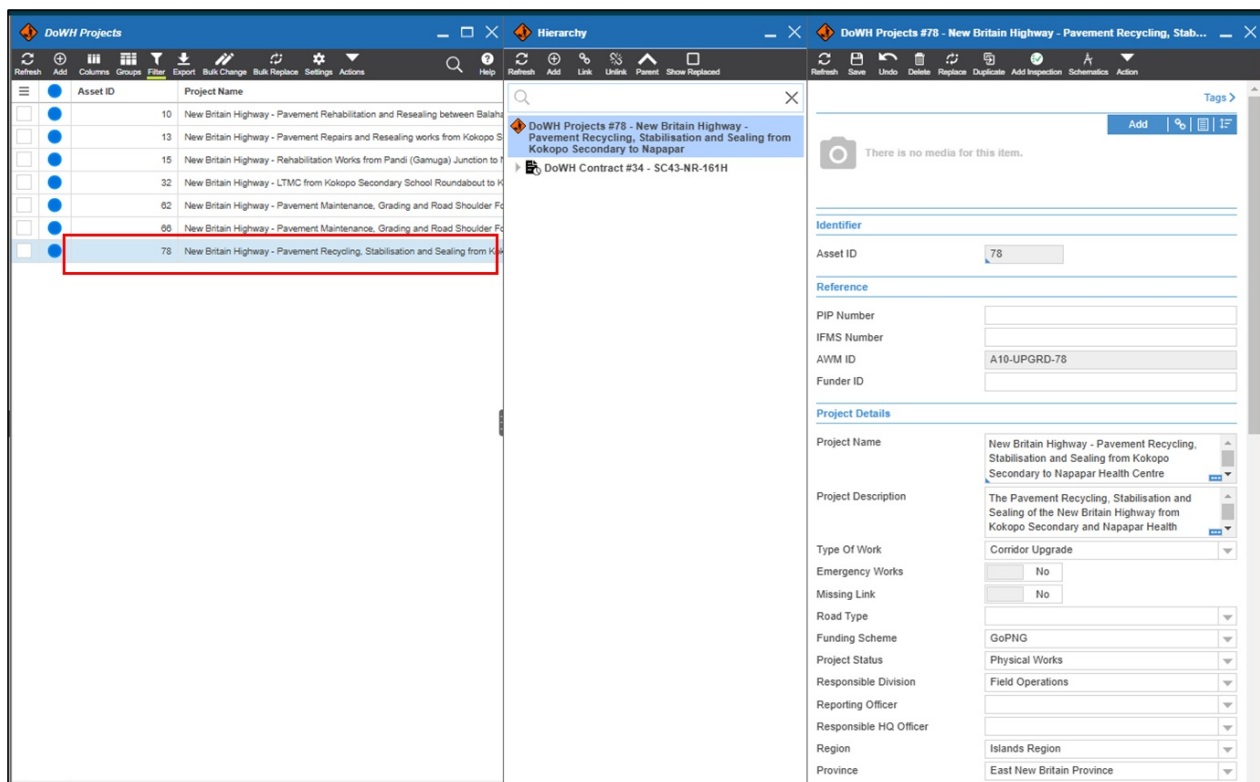 DoWH Projects
Refresh Add Columns Groups Filter Export Bulk Change Bulk Replace Settings Actions Help
Asset ID Project Name
10 New Britain Highway - Pavement Rehabilitation and Resealing between Balaha
13 New Britain Highway - Pavement Repairs and Resealing works from Kokopo S
15 New Britain Highway - Rehabilitation Works from Pandi (Gamuga) Junction to
32 New Britain Highway - LTMC from Kokopo Secondary School Roundabout to K
62 New Britain Highway - Pavement Maintenance, Grading and Road Shoulder Fo
66 New Britain Highway - Pavement Maintenance, Grading and Road Shoulder Fo
78 New Britain Highway - Pavement Recycling, Stabilisation and Sealing from Kok
Hierarchy
Refresh Add Link Unlink Parent Show Replaced
DoWH Projects #78 - New Britain Highway -
Pavement Recycling, Stabilisation and Sealing from
Kokopo Secondary to Napapar
DoWH Contract #34 - SC43-NR-161H
DoWH Projects #78 - New Britain Highway - Pavement Recycling, Stab...
Refresh Save Undo Delete Replace Duplicate Add Inspection Schematics Action
Tags
Add
There is no media for this item.
Identifier
Asset ID 78
Reference
PIP Number
IFMS Number
AWM ID A10-UPGRD-78
Funder ID
Project Details
Project Name New Britain Highway - Pavement Recycling,
Stabilisation and Sealing from Kokopo
Secondary to Napapar Health Centre
Project Description The Pavement Recycling, Stabilisation and
Sealing of the New Britain Highway from
Kokopo Secondary and Napapar Health
Type Of Work Corridor Upgrade
Emergency Works No
Missing Link No
Road Type
Funding Scheme GoPNG
Project Status Physical Works
Responsible Division Field Operations
Reporting Officer
Responsible HQ Officer
Region Islands Region
Province East New Britain Province